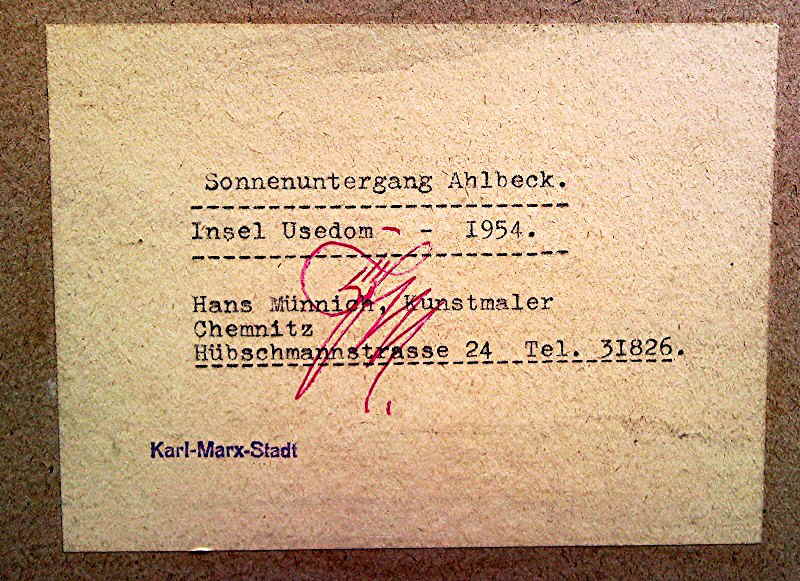 Sonnenuntergang Ahlbeck.
Insel Usedom - - 1954.
Hans Münnich, Kunstmaler
Chemnitz
Hübschmannstrasse 24 Tel. 31826.
Karl-Marx-Stadt